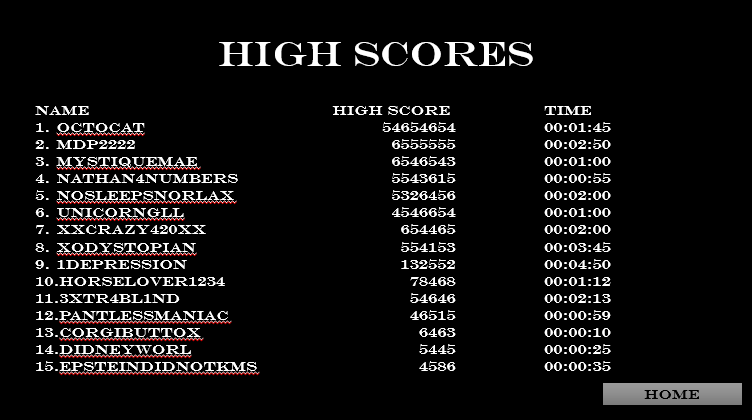 HIGH SCORES
NAME HIGH SCORE TIME
1. OCTOCAT 54654654 00:01:45
2. MDP2222 6555555 00:02:50
3. MYSTIQUEMAE 6546543 00:01:00
4. NATHAN4NUMBERS 5543615 00:00:55
5. NOSLEEPSNORLAX 5326456 00:02:00
6. UNICORNGLL 4546654 00:01:00
7. XXCRAZY420XX 654465 00:02:00
8. XODYSTOPIAN 554153 00:03:45
9. 1DEPRESSION 132552 00:04:50
10.HORSELOVER1234 78468 00:01:12
11.3XTR4BL1ND 54646 00:02:13
12.PANTLESSMANIAC 46515 00:00:59
13.CORGIBUTTOX 6463 00:00:10
14.DIDNEYWORL 5445 00:00:25
15.EPSTEINDIDNOTKMS 4586 00:00:35
HOME